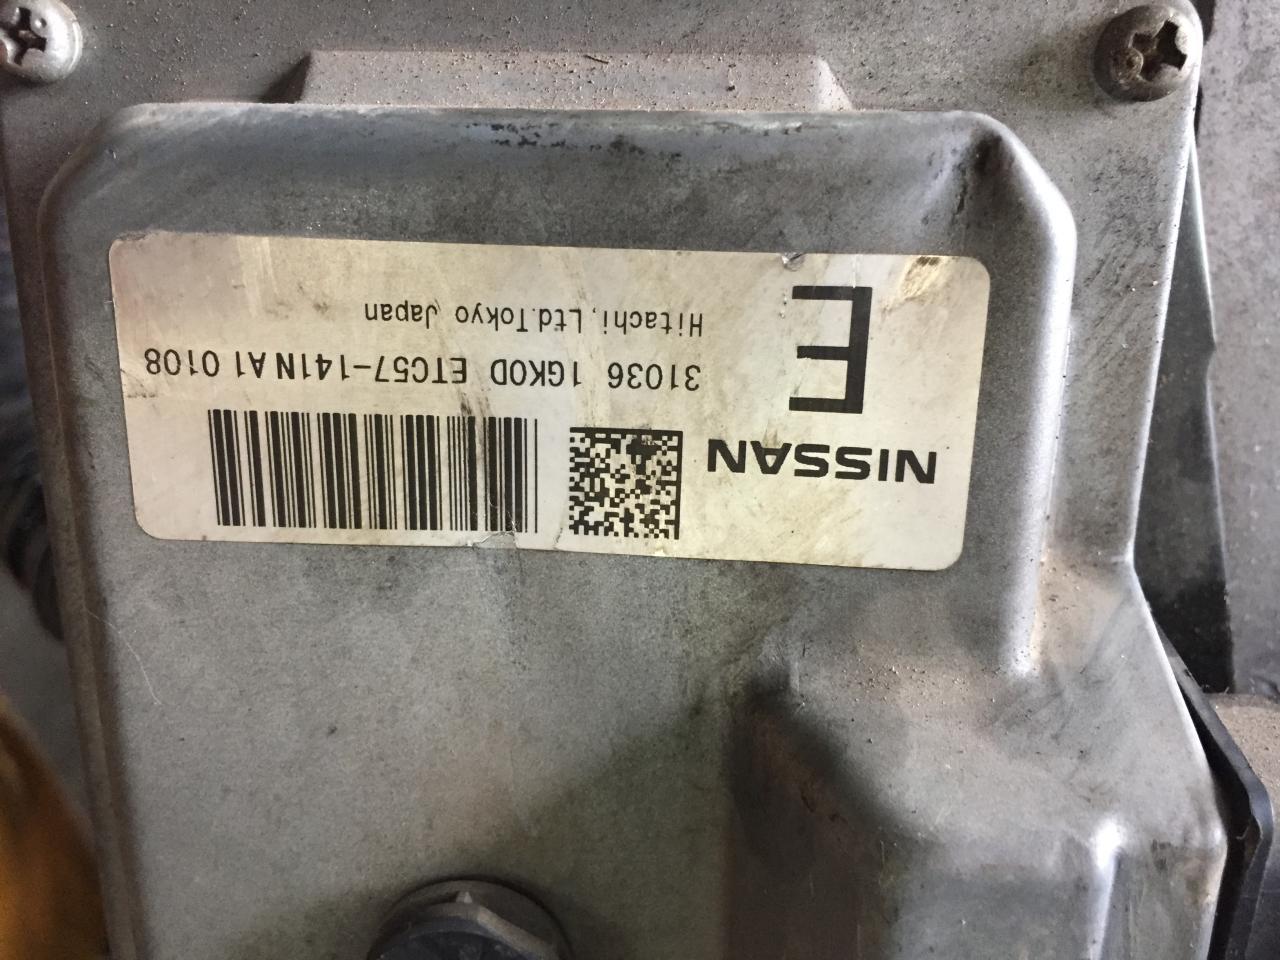 NISSAN
E
31036 1GK0D ETC57-141N A1 0108
Hitachi, Ltd.Tokyo Japan